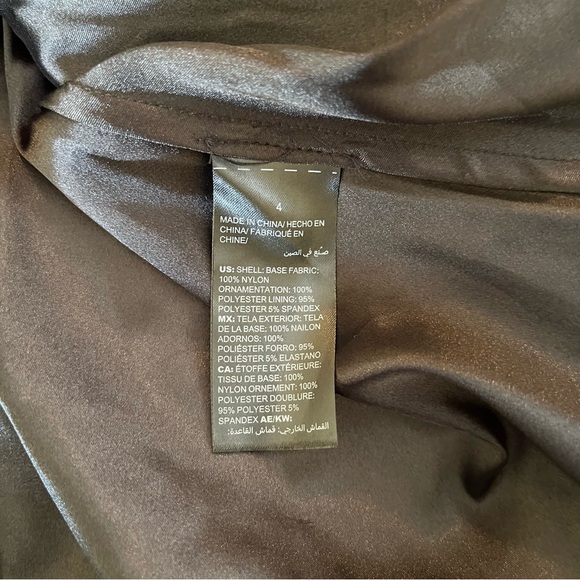 4
MADE IN CHINA/ HECHO EN
CHINA/ FABRIQUÉ EN
CHINE/
صُنع في الصين
US: SHELL: BASE FABRIC:
100% NYLON
ORNAMENTATION: 100%
POLYESTER LINING: 95%
POLYESTER 5% SPANDEX
MX: TELA EXTERIOR: TELA
DE LA BASE: 100% NAILON
ADORNOS: 100%
POLIÉSTER FORRO: 95%
POLIÉSTER 5% ELASTANO
CA: ÉTOFFE EXTÉRIEURE:
TISSU DE BASE: 100%
NYLON ORNEMENT: 100%
POLYESTER DOUBLURE:
95% POLYESTER 5%
SPANDEX AE/KW:
القماش الخارجي: قماش القاعدة: